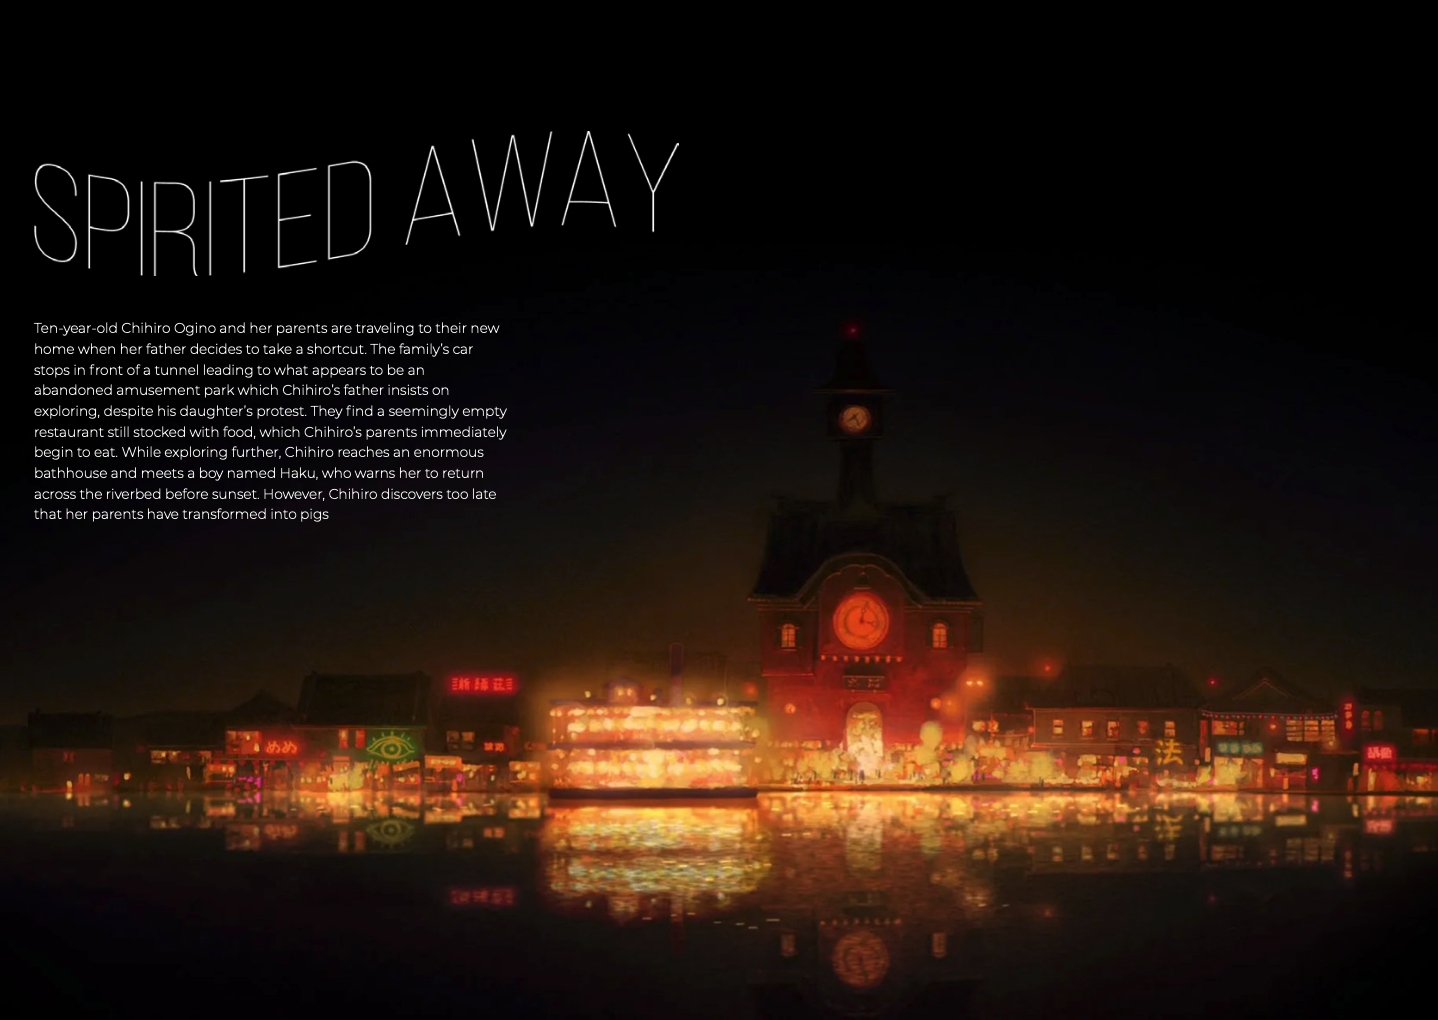 SPIRITED AWAY
Ten-year-old Chihiro Ogino and her parents are traveling to their new
home when her father decides to take a shortcut. The family's car
stops in front of a tunnel leading to what appears to be an
abandoned amusement park which Chihiro's father insists on
exploring, despite his daughter's protest. They find a seemingly empty
restaurant still stocked with food, which Chihiro's parents immediately
begin to eat. While exploring further, Chihiro reaches an enormous
bathhouse and meets a boy named Haku, who warns her to return
across the riverbed before sunset. However, Chihiro discovers too late
that her parents have transformed into pigs
めめ
法